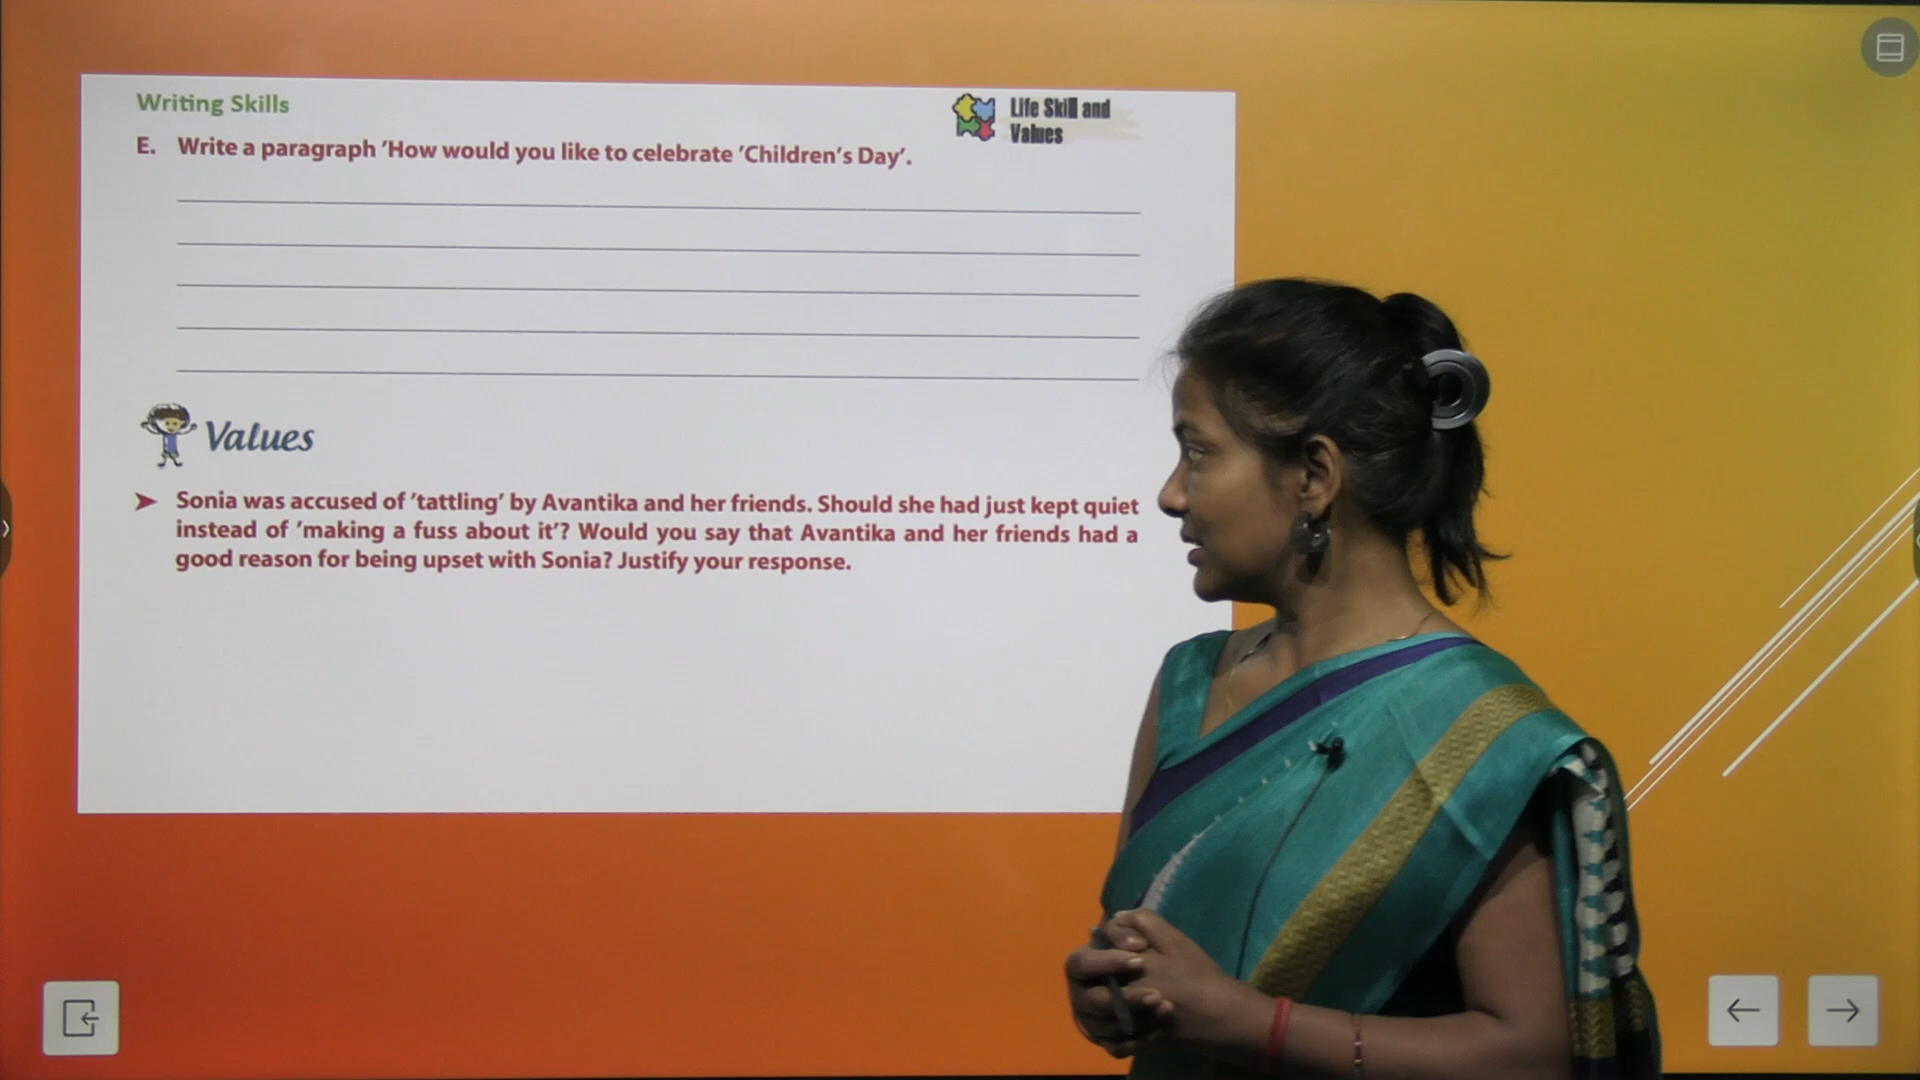 Writing Skills
Life Skill and
Values
E. Write a paragraph 'How would you like to celebrate 'Children's Day'.
Values
Sonia was accused of 'tattling' by Avantika and her friends. Should she had just kept quiet
instead of 'making a fuss about it'? Would you say that Avantika and her friends had a
good reason for being upset with Sonia? Justify your response.